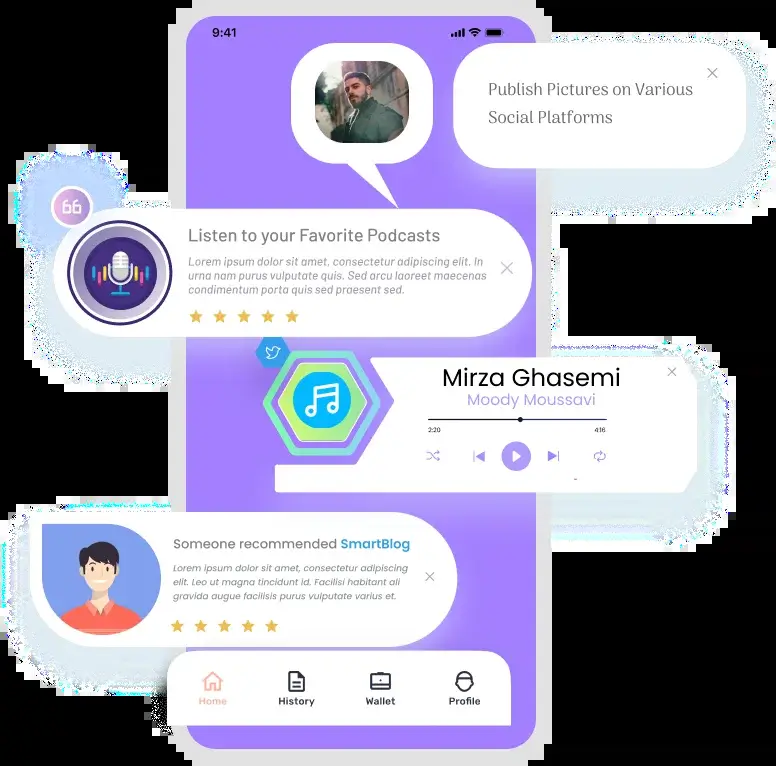 9:41
Publish Pictures on Various
Social Platforms
Listen to your Favorite Podcasts
Lorem ipsum dolor sit amet, consectetur adipiscing elit. In
urna nam purus vulputate quis. Sed arcu laoreet maecenas
condimentum porta quis sed praesent sed.
Mirza Ghasemi
Moody Moussavi
2:20
4:16
Someone recommended SmartBlog
Lorem ipsum dolor sit amet, consectetur adipiscing
elit. Leo ut magna tincidunt id. Facilisi habitant ali
gravida augue facilisis purus vulputate varius et.
Home
History
Wallet
Profile